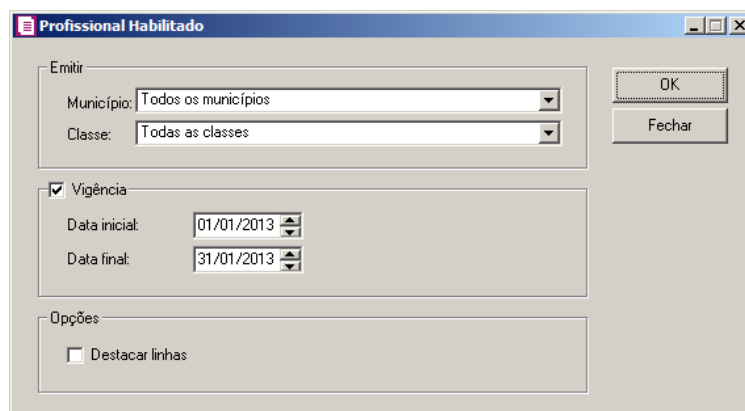 Profissional Habilitado
Emitir
Município: Todos os municípios
Classe: Todas as classes
OK
Fechar
Vigência
Data inicial: 01/01/2013
Data final: 31/01/2013
Opções
Destacar linhas